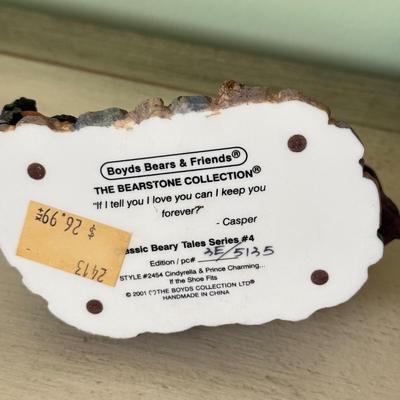 Boyds Bears & Friends®
THE BEARSTONE COLLECTION®
"If I tell you I love you can I keep you
forever?"
- Casper
assic Beary Tales Series #4
Edition / pc# 3E/5135
STYLE #2454 Cindyrella & Prince Charming...
If the Shoe Fits
© 2001 (*)THE BOYDS COLLECTION LTD®
HANDMADE IN CHINA
$ 26.99
2413